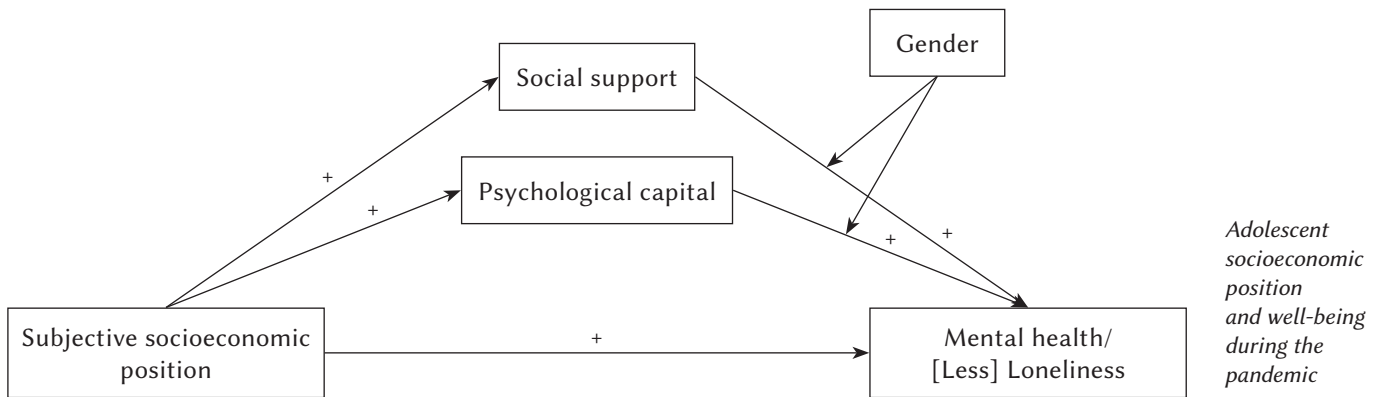 Gender
Social support
+
Psychological capital
+
+
+
Adolescent
socioeconomic
position
and well-being
during the
pandemic
Subjective socioeconomic
position
+
Mental health/
[Less] Loneliness